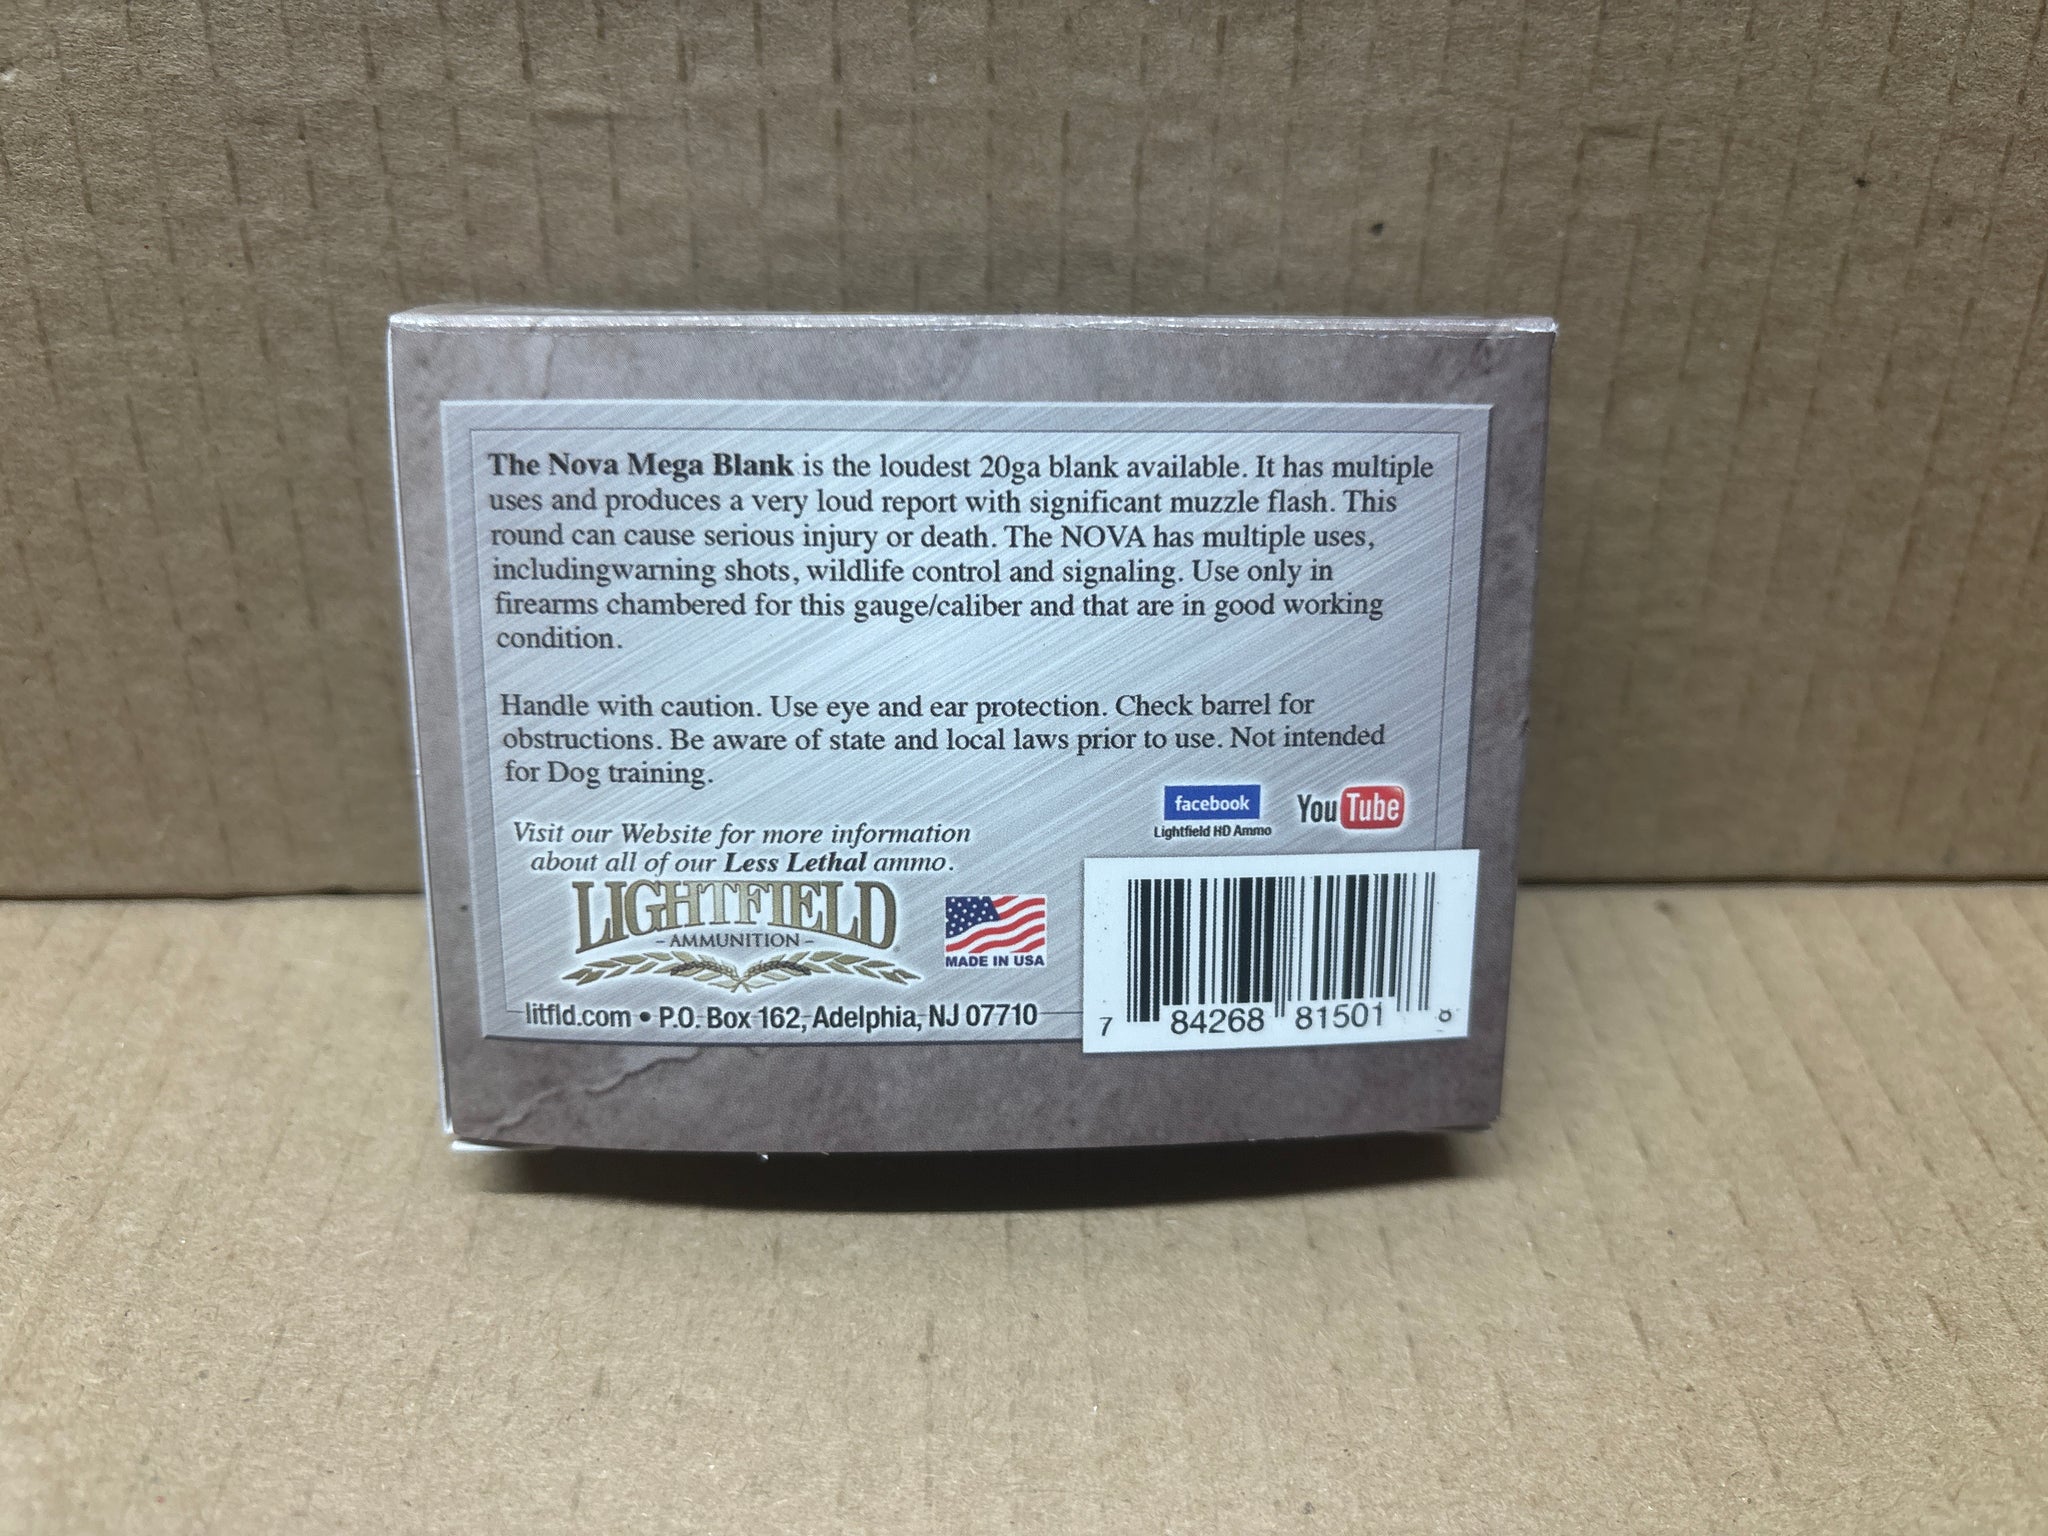 The Nova Mega Blank is the loudest 20ga blank available. It has multiple
uses and produces a very loud report with significant muzzle flash. This
round can cause serious injury or death. The NOVA has multiple uses,
includingwarning shots, wildlife control and signaling. Use only in
firearms chambered for this gauge/caliber and that are in good working
condition.
Handle with caution. Use eye and ear protection. Check barrel for
obstructions. Be aware of state and local laws prior to use. Not intended
for Dog training.
facebook
Lightfield HD Ammo
YouTube
Visit our Website for more information
about all of our Less Lethal ammo.
LIGHTFIELD
- AMMUNITION -
MADE IN USA
litfld.com • P.O. Box 162, Adelphia, NJ 07710
7 84268 81501 8